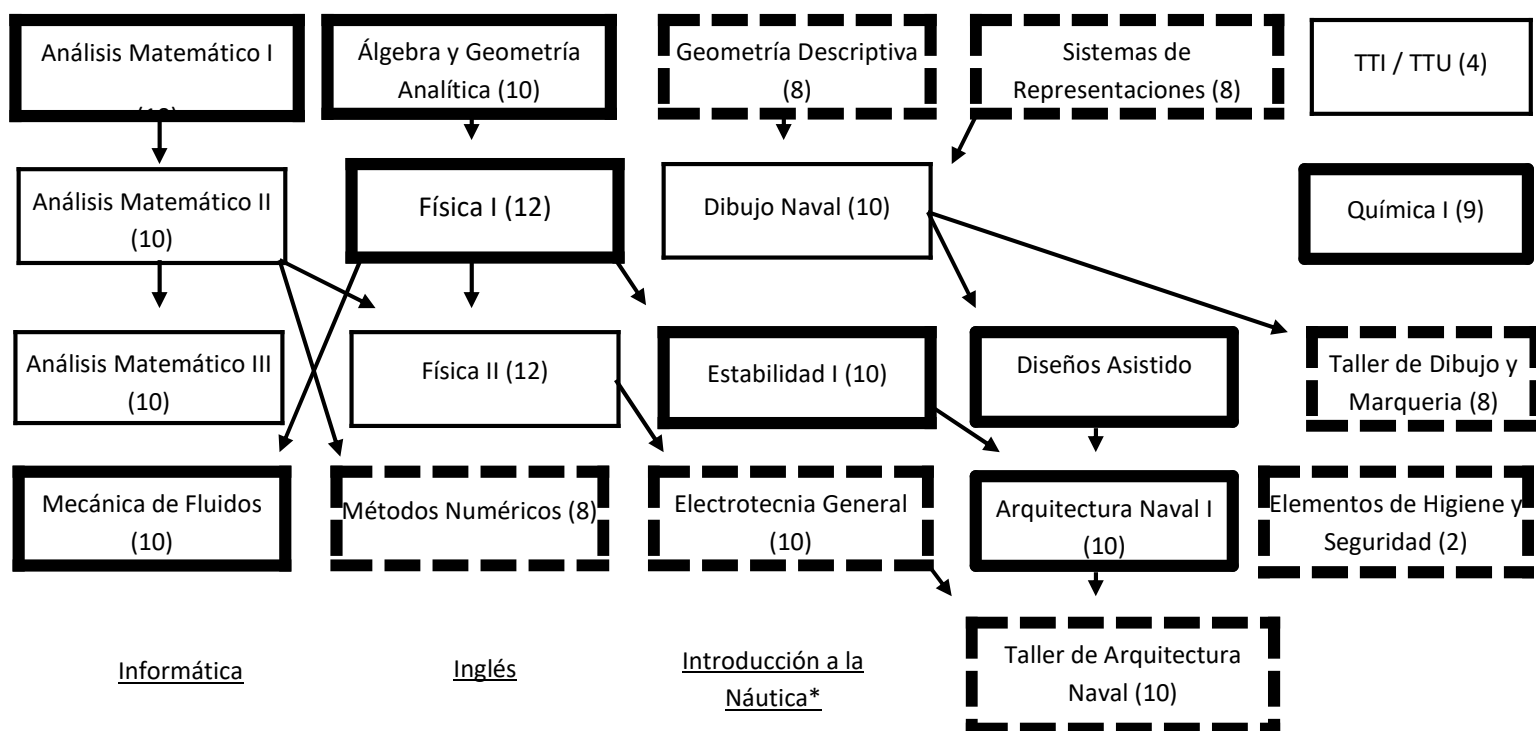 Análisis Matemático I
Álgebra y Geometría
Analítica (10)
Geometría Descriptiva
(8)
Sistemas de
Representaciones (8)
TTI / TTU (4)
Análisis Matemático II
(10)
Física I (12)
Dibujo Naval (10)
Química I (9)
Análisis Matemático III
(10)
Física II (12)
Estabilidad I (10)
Diseños Asistido
Taller de Dibujo y
Marqueria (8)
Mecánica de Fluidos
(10)
Métodos Numéricos (8)
Electrotecnia General
(10)
Arquitectura Naval I
(10)
Elementos de Higiene y
Seguridad (2)
Informática
Inglés
Introducción a la
Náutica*
Taller de Arquitectura
Naval (10)